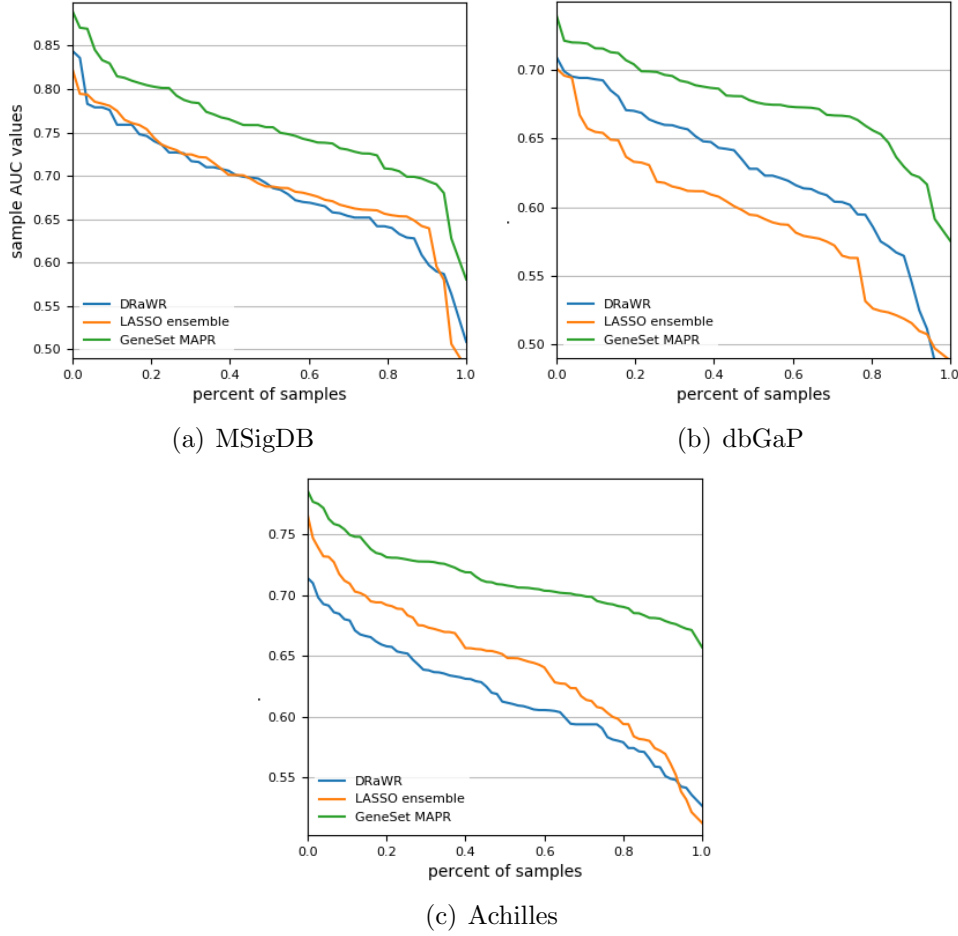 0.85
0.80
0.75
0.70
0.65
0.60
0.55
0.50
sample AUC values
DRaWR
LASSO ensemble
GeneSet MAPR
0.0 0.2 0.4 0.6 0.8 1.0
percent of samples
(a) MSigDB
0.70
0.65
0.60
0.55
0.50
DRaWR
LASSO ensemble
GeneSet MAPR
0.0 0.2 0.4 0.6 0.8 1.0
percent of samples
(b) dbGaP
0.75
0.70
0.65
0.60
0.55
DRaWR
LASSO ensemble
GeneSet MAPR
0.0 0.2 0.4 0.6 0.8 1.0
percent of samples
(c) Achilles